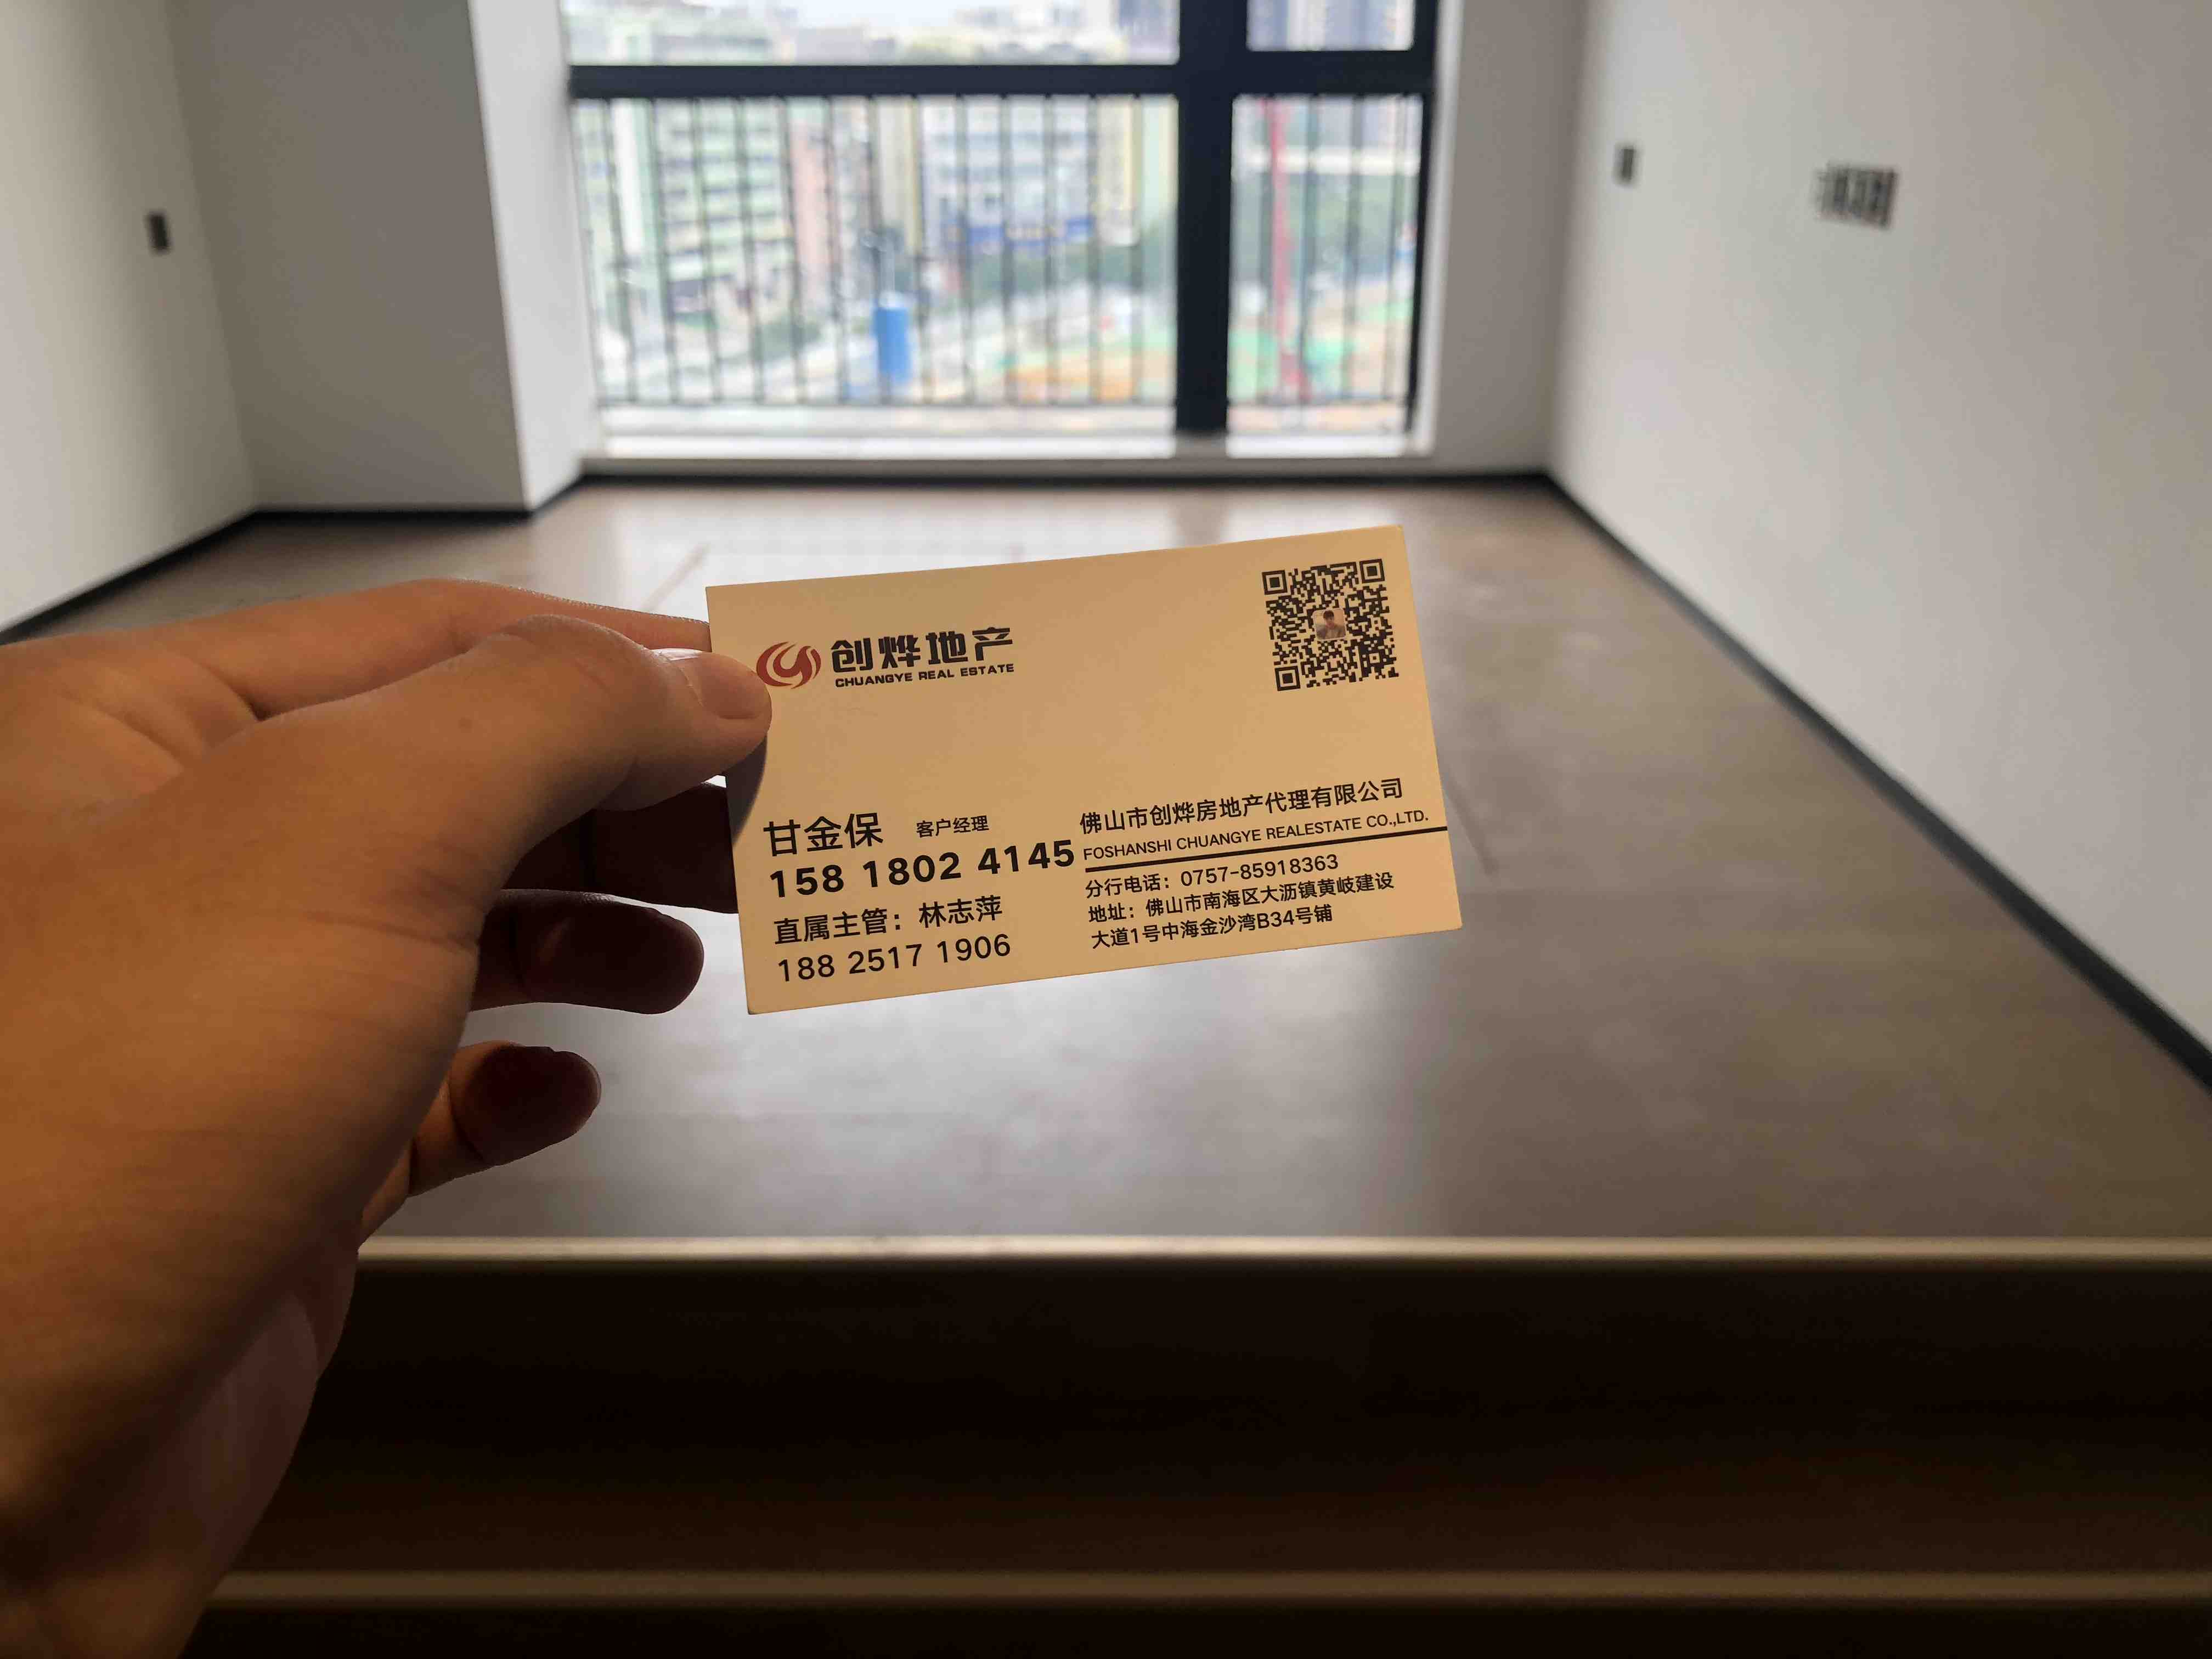 创烨地产
CHUANGYE REAL ESTATE
甘金保 客户经理
158 1802 4145
直属主管：林志萍
188 2517 1906
佛山市创烨房地产代理有限公司
FOSHANSHI CHUANGYE REALESTATE CO.,LTD.
分行电话：0757-85918363
地址：佛山市南海区大沥镇黄岐建设
大道1号中海金沙湾B34号铺